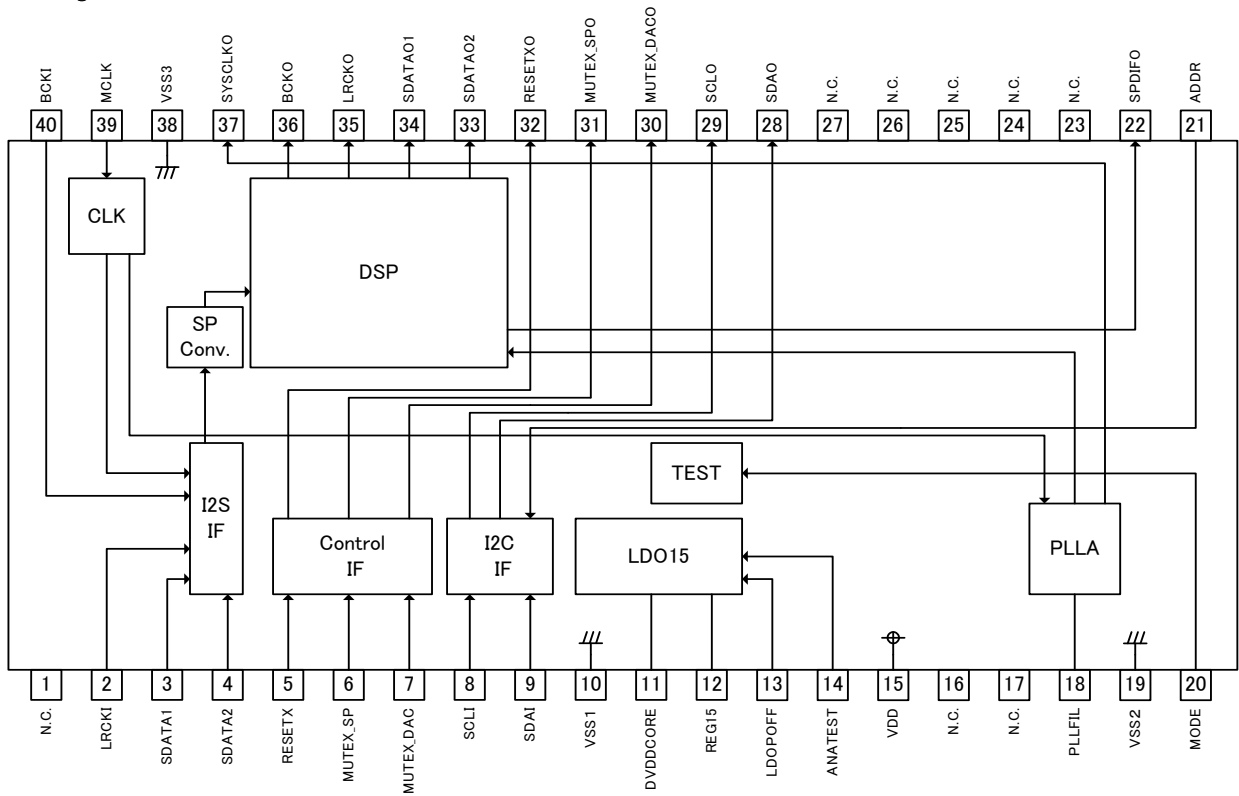 BCKI
MCLK
VSS3
SYSCLKO
BCKO
LRCKO
SDATAO1
SDATAO2
RESETXO
MUTEX_SPO
MUTEX_DACO
SCLO
SDAO
N.C.
N.C.
N.C.
N.C.
N.C.
SPDIFO
ADDR
40
39
38
37
36
35
34
33
32
31
30
29
28
27
26
25
24
23
22
21
CLK
DSP
SP
Conv.
I2S
IF
Control
IF
I2C
IF
TEST
LDO15
PLLA
1
2
3
4
5
6
7
8
9
10
11
12
13
14
15
16
17
18
19
20
N.C.
LRCKI
SDATA1
SDATA2
RESETX
MUTEX_SP
MUTEX_DAC
SCLI
SDAI
VSS1
DVDDCORE
REG15
LDOPOFF
ANATEST
VDD
N.C.
N.C.
PLLFIL
VSS2
MODE